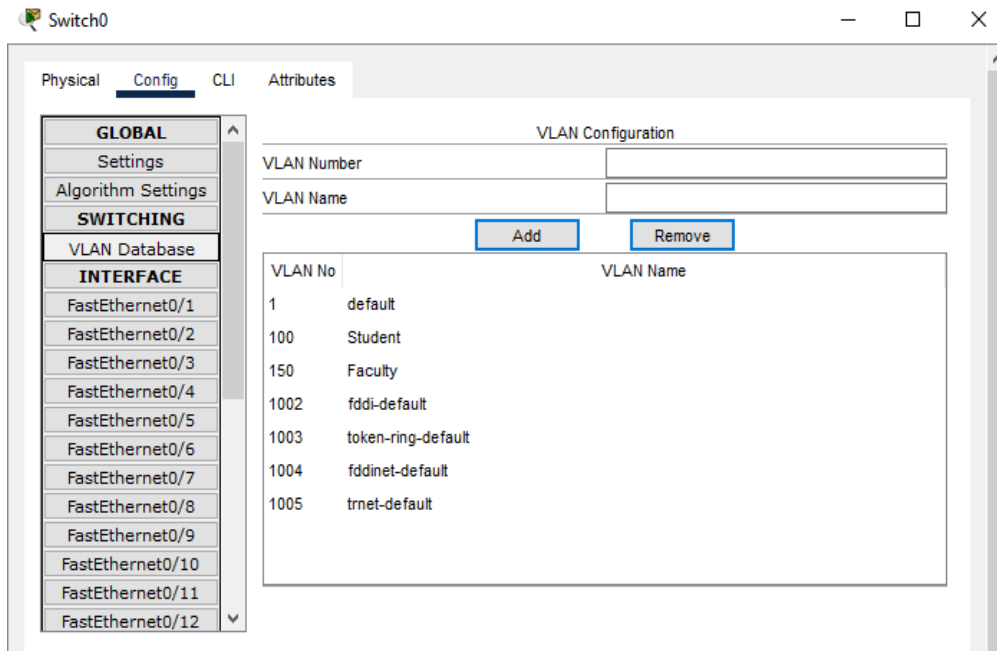 Switch0
Physical Config CLI Attributes
GLOBAL
Settings
Algorithm Settings
SWITCHING
VLAN Database
INTERFACE
FastEthernet0/1
FastEthernet0/2
FastEthernet0/3
FastEthernet0/4
FastEthernet0/5
FastEthernet0/6
FastEthernet0/7
FastEthernet0/8
FastEthernet0/9
FastEthernet0/10
FastEthernet0/11
FastEthernet0/12
VLAN Configuration
VLAN Number
VLAN Name
Add Remove
VLAN No VLAN Name
1 default
100 Student
150 Faculty
1002 fddi-default
1003 token-ring-default
1004 fddinet-default
1005 trnet-default